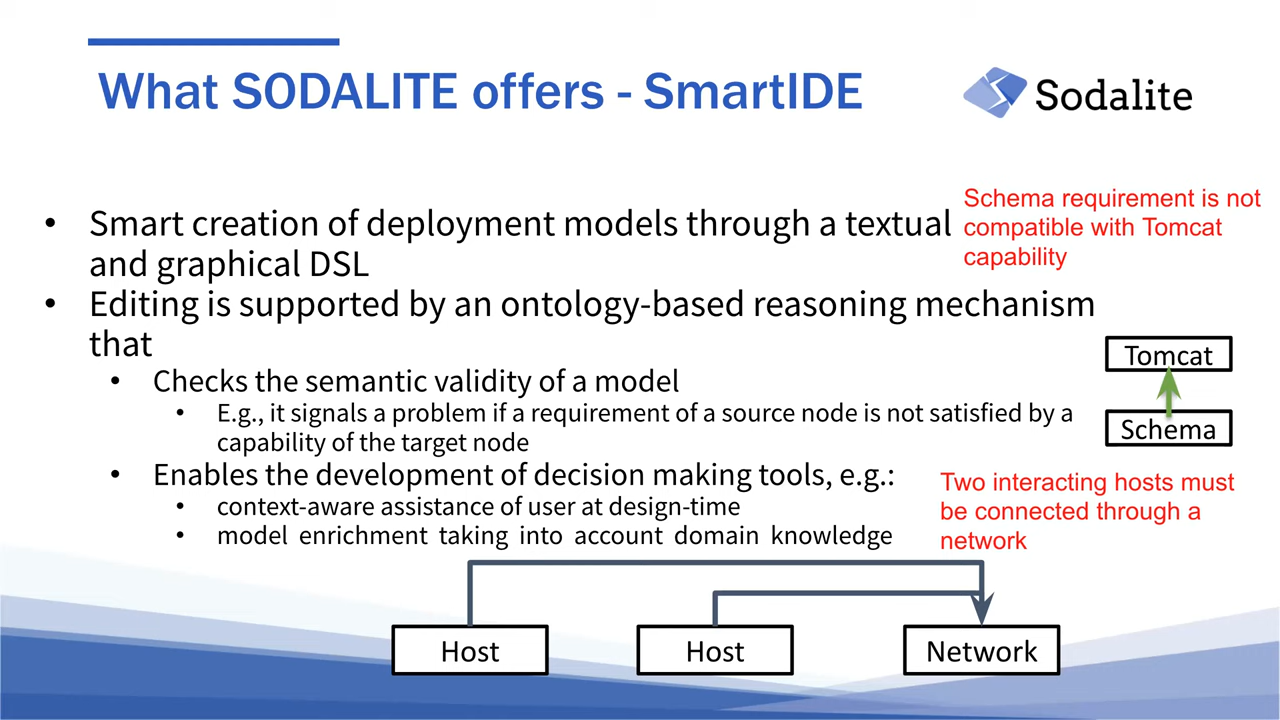 What SODALITE offers - SmartIDE
Sodalite
• Smart creation of deployment models through a textual
and graphical DSL
• Editing is supported by an ontology-based reasoning mechanism
that
• Checks the semantic validity of a model
• E.g., it signals a problem if a requirement of a source node is not satisfied by a
capability of the target node
• Enables the development of decision making tools, e.g.:
• context-aware assistance of user at design-time
• model enrichment taking into account domain knowledge
Schema requirement is not
compatible with Tomcat
capability
Tomcat
Schema
Two interacting hosts must
be connected through a
network
Host
Host
Network